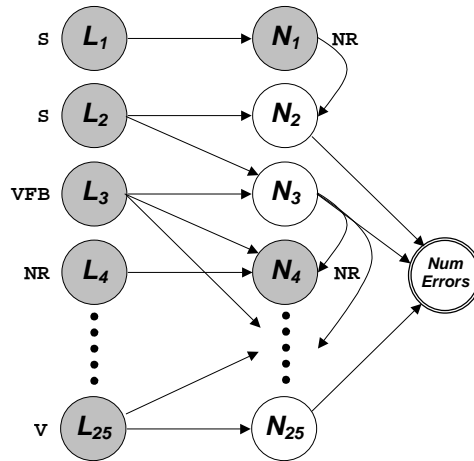 S L1 N1 NR
S L2 N2
VFB L3 N3
NR L4 N4 NR
Num
Errors
V L25 N25